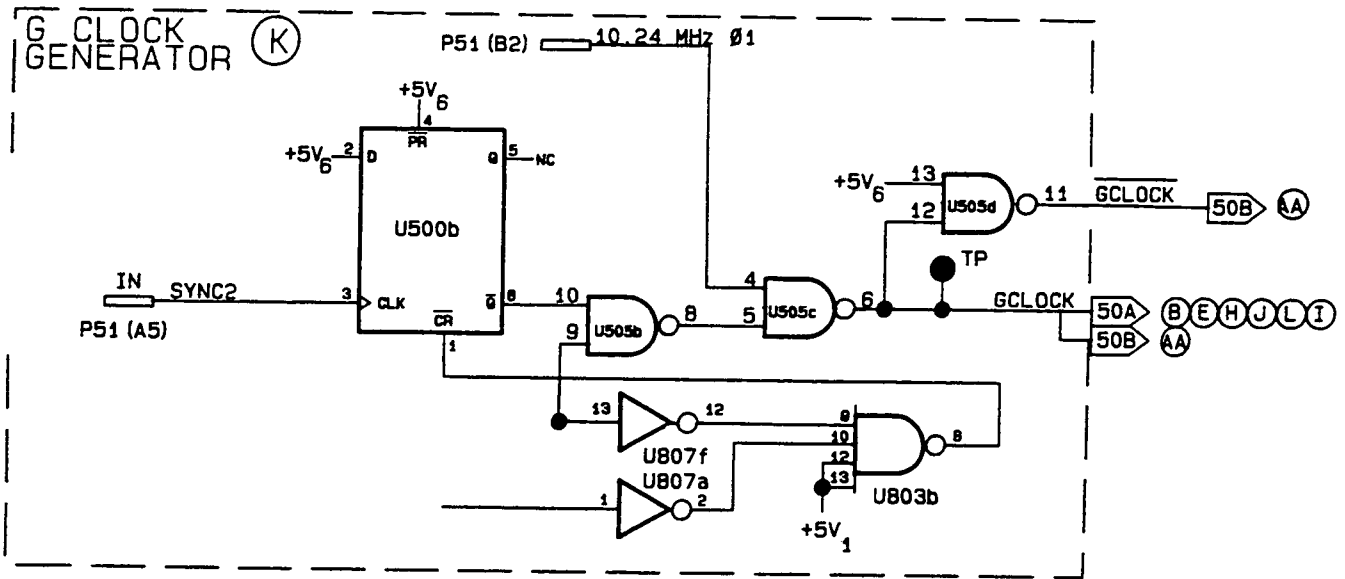 G CLOCK
GENERATOR
K
P51 (B2)
10.24 MHz Ø1
+5V6
4
PR
+5V6
2
D
Q
5
NC
U500b
IN
SYNC2
P51 (A5)
3
CLK
Q
6
CR
1
10
9
U505b
8
4
5
U505c
6
+5V6
13
12
U505d
11
GCLOCK
50B
AA
TP
GCLOCK
50A
B E H J L I
50B
AA
13
12
U807f
U807a
1
2
9
10
12
13
8
U803b
+5V1